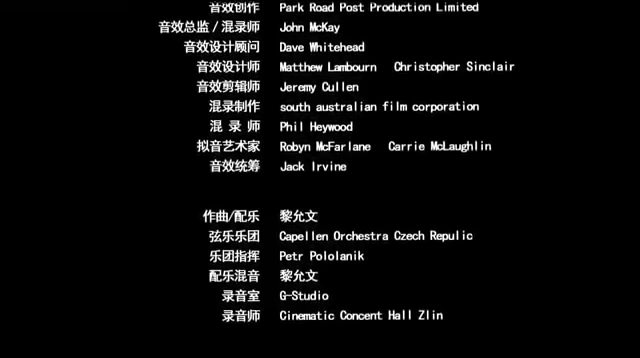 音效创作 Park Road Post Production Limited
音效总监/混录师 John McKay
音效设计顾问 Dave Whitehead
音效设计师 Matthew Lambourn Christopher Sinclair
音效剪辑师 Jeremy Cullen
混录制作 south australian film corporation
混 录 师 Phil Heywood
拟音艺术家 Robyn McFarlane Carrie McLaughlin
音效统筹 Jack Irvine
作曲/配乐 黎允文
弦乐乐团 Capellen Orchestra Czech Repulic
乐团指挥 Petr Pololanik
配乐混音 黎允文
录音室 G-Studio
录音师 Cinematic Concent Hall Zlin